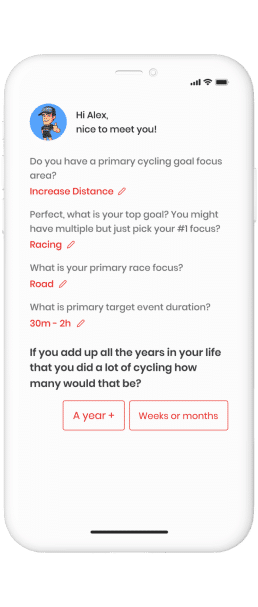 Hi Alex,
nice to meet you!
Do you have a primary cycling goal focus
area?
Increase Distance
Perfect, what is your top goal? You might
have multiple but just pick your #1 focus?
Racing
What is your primary race focus?
Road
What is primary target event duration?
30m - 2h
If you add up all the years in your life
that you did a lot of cycling how
many would that be?
A year +
Weeks or months